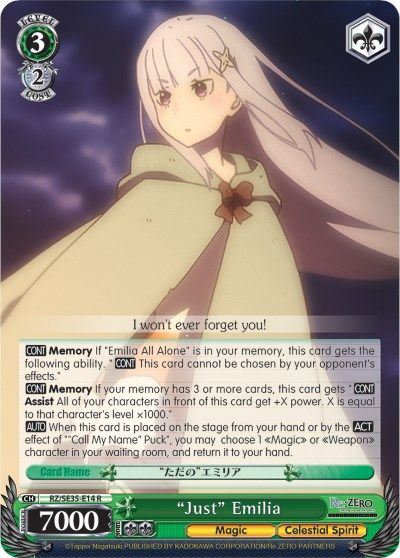 LEVEL
3
2
COST
I won't ever forget you!
CONT Memory If "Emilia All Alone" is in your memory, this card gets the
following ability. " CONT This card cannot be chosen by your opponent's
effects."
CONT Memory If your memory has 3 or more cards, this card gets " CONT
Assist All of your characters in front of this card get +X power. X is equal
to that character's level ×1000."
AUTO When this card is placed on the stage from your hand or by the ACT
effect of ""Call My Name" Puck", you may choose 1 «Magic» or «Weapon»
character in your waiting room, and return it to your hand.
Card Name
“ただの”エミリア
CH
RZ/SE35-E14 R
POWER
7000
SOUL
“Just” Emilia
Re:ZERO
Magic
Celestial Spirit
©Tappei Nagatsuki,PUBLISHED BY KADOKAWA CORPORATION/Re:ZERO PARTNERS